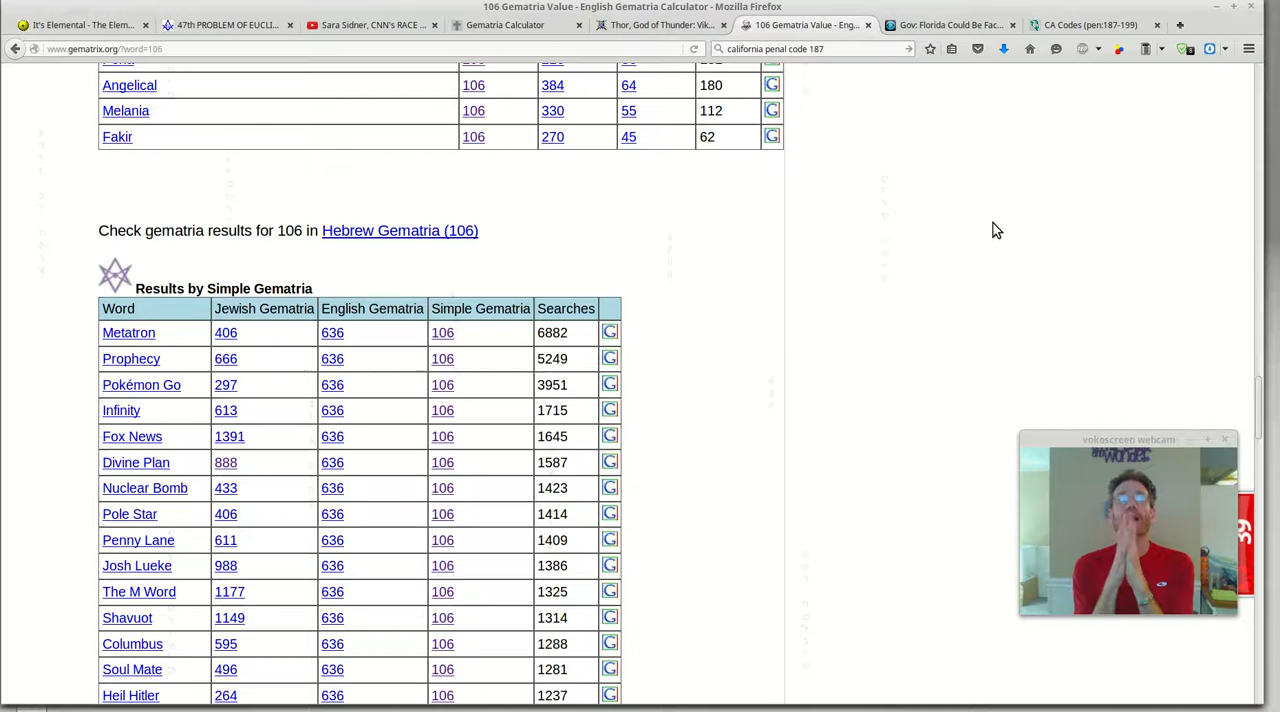 106 Gematria Value - English Gematria Calculator - Mozilla Firefox
It's Elemental - The Elem... 47th PROBLEM OF EUCLI... Sara Sidner, CNN's RACE ... Gematria Calculator Thor, God of Thunder: Vik... 106 Gematria Value - Eng... Gov: Florida Could Be Fac... CA Codes (pen:187-199)
www.gematrix.org/?word=106 california penal code 187
Angelical 106 384 64 180
Melania 106 330 55 112
Fakir 106 270 45 62
Check gematria results for 106 in Hebrew Gematria (106)
Results by Simple Gematria
Word Jewish Gematria English Gematria Simple Gematria Searches
Metatron 406 636 106 6882
Prophecy 666 636 106 5249
Pokémon Go 297 636 106 3951
Infinity 613 636 106 1715
Fox News 1391 636 106 1645
Divine Plan 888 636 106 1587
Nuclear Bomb 433 636 106 1423
Pole Star 406 636 106 1414
Penny Lane 611 636 106 1409
Josh Lueke 988 636 106 1386
The M Word 1177 636 106 1325
Shavuot 1149 636 106 1314
Columbus 595 636 106 1288
Soul Mate 496 636 106 1281
Heil Hitler 264 636 106 1237
vokoscreen webcam
wonder
39